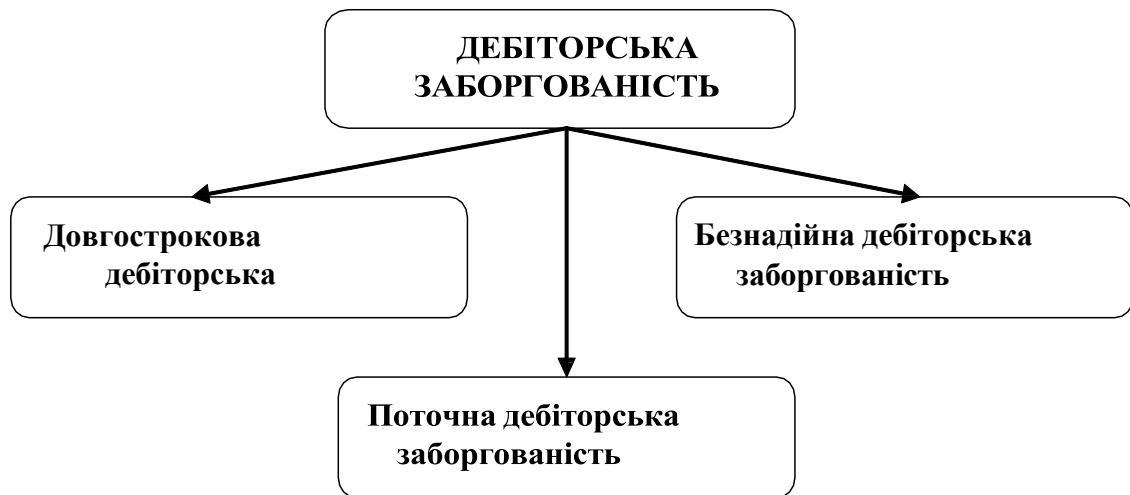 ДЕБІТОРСЬКА
ЗАБОРГОВАНІСТЬ
Довгострокова
дебіторська
Безнадійна дебіторська
заборгованість
Поточна дебіторська
заборгованість